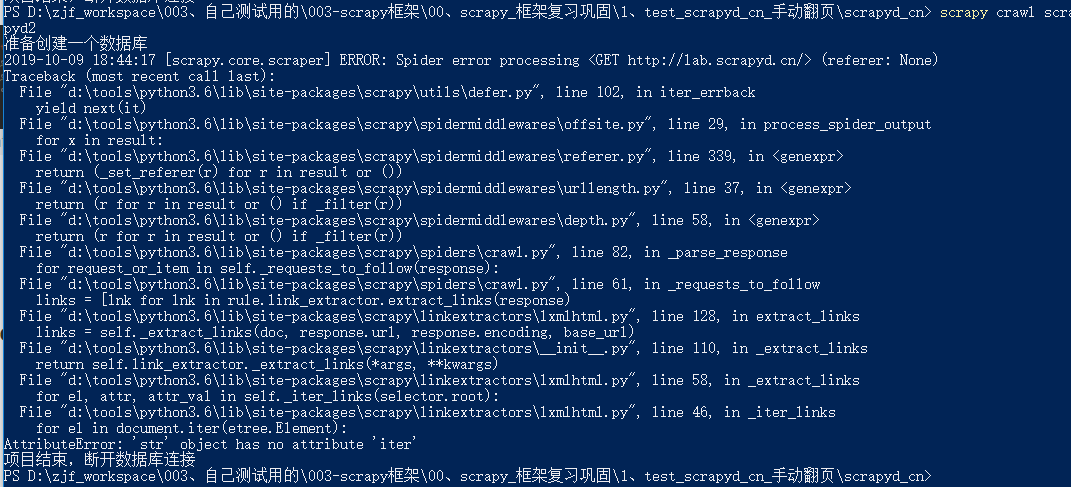 PS D:\zjf_workspace\003、自己测试用的\003-scrapy框架\00、scrapy_框架复习巩固\1、test_scrapyd_cn_手动翻页\scrapyd_cn> scrapy crawl scra
pyd2
准备创建一个数据库
2019-10-09 18:44:17 [scrapy.core.scraper] ERROR: Spider error processing <GET http://lab.scrapyd.cn/> (referer: None)
Traceback (most recent call last):
  File "d:\tools\python3.6\lib\site-packages\scrapy\utils\defer.py", line 102, in iter_errback
    yield next(it)
  File "d:\tools\python3.6\lib\site-packages\scrapy\spidermiddlewares\offsite.py", line 29, in process_spider_output
    for x in result:
  File "d:\tools\python3.6\lib\site-packages\scrapy\spidermiddlewares\referer.py", line 339, in <genexpr>
    return (_set_referer(r) for r in result or ())
  File "d:\tools\python3.6\lib\site-packages\scrapy\spidermiddlewares\urllength.py", line 37, in <genexpr>
    return (r for r in result or () if _filter(r))
  File "d:\tools\python3.6\lib\site-packages\scrapy\spidermiddlewares\depth.py", line 58, in <genexpr>
    return (r for r in result or () if _filter(r))
  File "d:\tools\python3.6\lib\site-packages\scrapy\spiders\crawl.py", line 82, in _parse_response
    for request_or_item in self._requests_to_follow(response):
  File "d:\tools\python3.6\lib\site-packages\scrapy\spiders\crawl.py", line 61, in _requests_to_follow
    links = [lnk for lnk in rule.link_extractor.extract_links(response)
  File "d:\tools\python3.6\lib\site-packages\scrapy\linkextractors\lxmlhtml.py", line 128, in extract_links
    links = self._extract_links(doc, response.url, response.encoding, base_url)
  File "d:\tools\python3.6\lib\site-packages\scrapy\linkextractors\__init__.py", line 110, in _extract_links
    return self.link_extractor._extract_links(*args, **kwargs)
  File "d:\tools\python3.6\lib\site-packages\scrapy\linkextractors\lxmlhtml.py", line 58, in _extract_links
    for el, attr, attr_val in self._iter_links(selector.root):
  File "d:\tools\python3.6\lib\site-packages\scrapy\linkextractors\lxmlhtml.py", line 46, in _iter_links
    for el in document.iter(etree.Element):
AttributeError: 'str' object has no attribute 'iter'
项目结束，断开数据库连接
PS D:\zjf_workspace\003、自己测试用的\003-scrapy框架\00、scrapy_框架复习巩固\1、test_scrapyd_cn_手动翻页\scrapyd_cn>